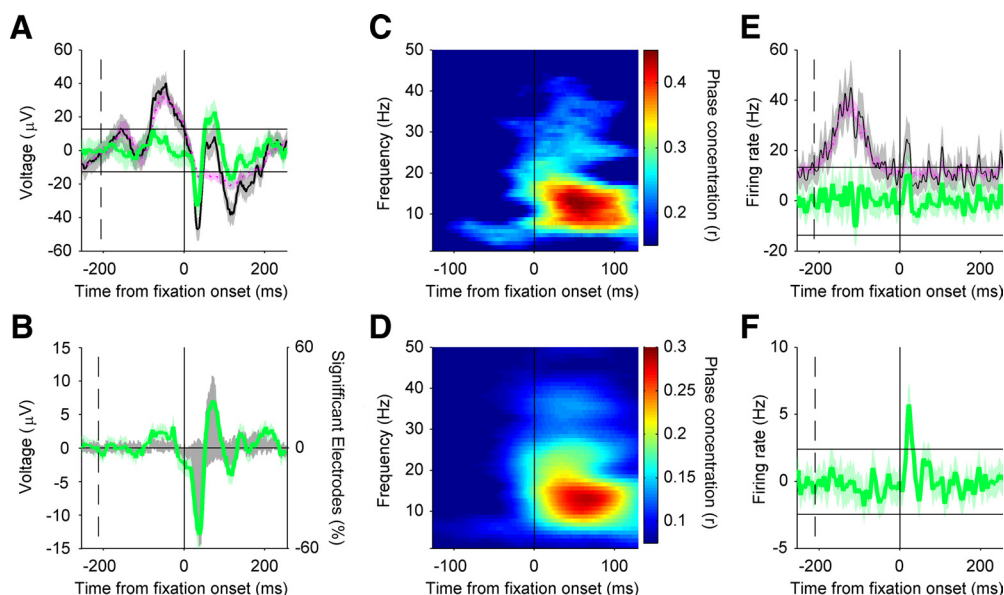 A
60
40
20
0
-20
-40
-60
Voltage (μV)
-200
0
200
Time from fixation onset (ms)
C
50
40
30
20
10
Frequency (Hz)
-100
0
100
Time from fixation onset (ms)
0.4
0.3
0.2
Phase concentration (r)
E
60
40
20
0
-20
Firing rate (Hz)
-200
0
200
Time from fixation onset (ms)
B
15
10
5
0
-5
-10
-15
Voltage (μV)
60
0
-60
Signifficant Electrodes (%)
-200
0
200
Time from fixation onset (ms)
D
50
40
30
20
10
Frequency (Hz)
-100
0
100
Time from fixation onset (ms)
0.3
0.25
0.2
0.15
0.1
Phase concentration (r)
F
10
5
0
-5
Firing rate (Hz)
-200
0
200
Time from fixation onset (ms)